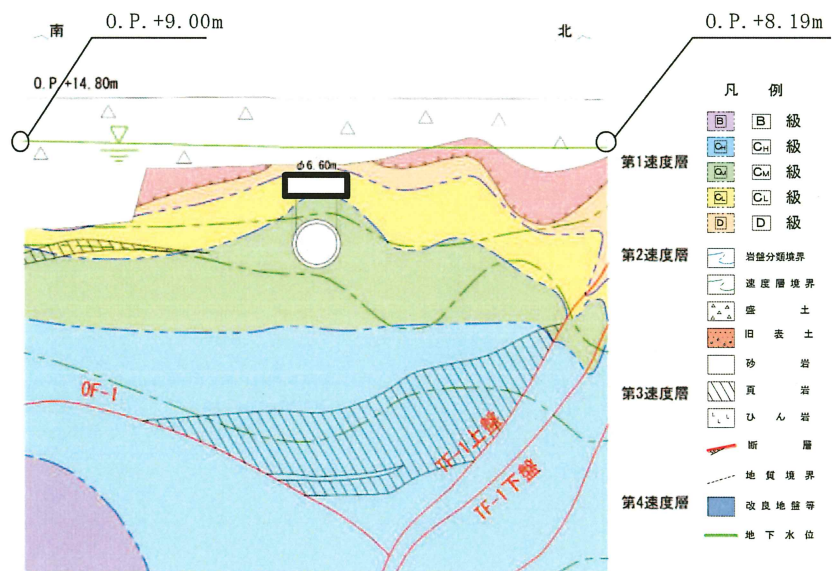 O.P.+9.00m
O.P.+8.19m
南
北
O.P.+14.80m
φ6.60m
第1速度層
第2速度層
第3速度層
第4速度層
OF-1
TF-1上盤
TF-1下盤
凡 例
B B 級
CH CH 級
CM CM 級
CL CL 級
D D 級
岩盤分類境界
速度層境界
盛土
旧表土
砂岩
頁岩
ひん岩
断層
地質境界
改良地盤等
地下水位